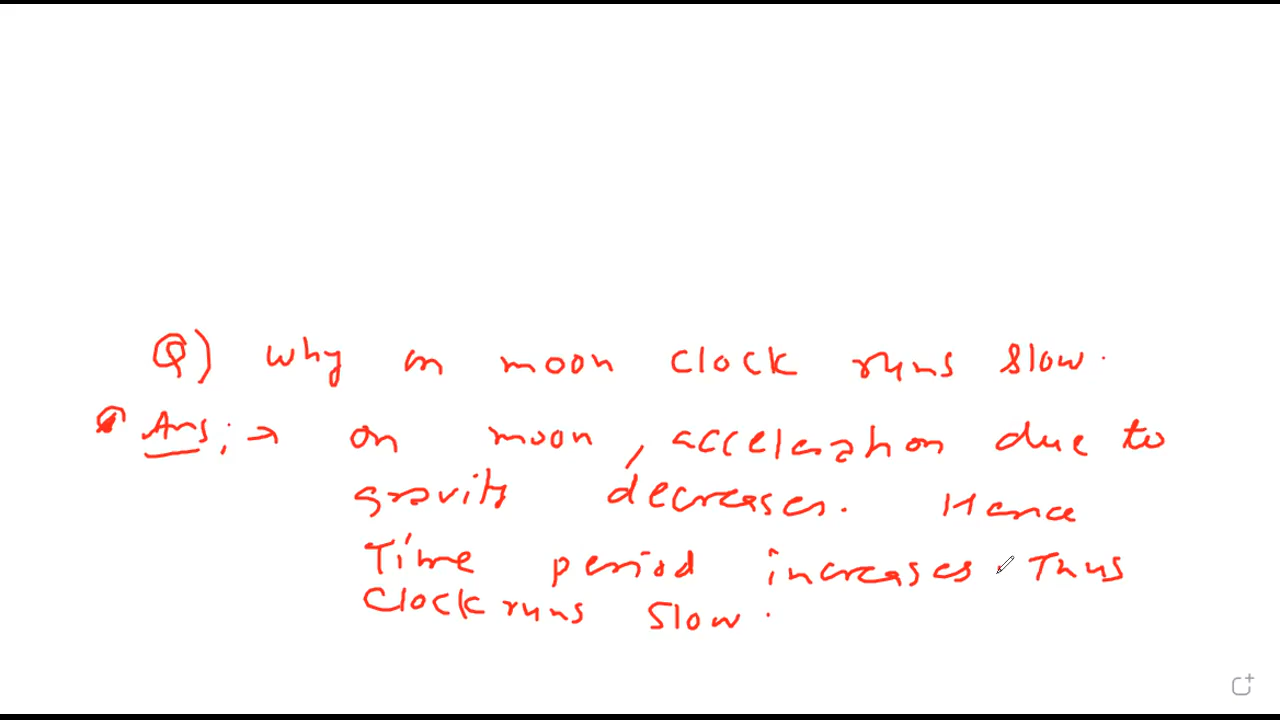 Q) why on moon clock runs slow.
Ans; → on moon, acceleration due to
gravity decreases. Hence
Time period increases. Thus
clock runs slow.